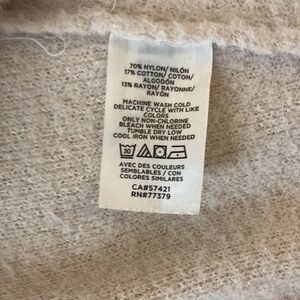 70% NYLON/ NILÓN
17% COTTON/ COTON/
ALGODÓN
13% RAYON/ RAYONNE/
RAYÓN
MACHINE WASH COLD
DELICATE CYCLE WITH LIKE
COLORS
ONLY NON-CHLORINE
BLEACH WHEN NEEDED
TUMBLE DRY LOW
COOL IRON WHEN NEEDED
30
AVEC DES COULEURS
SEMBLABLES / CON
COLORES SIMILARES
CA#57421
RN#77379